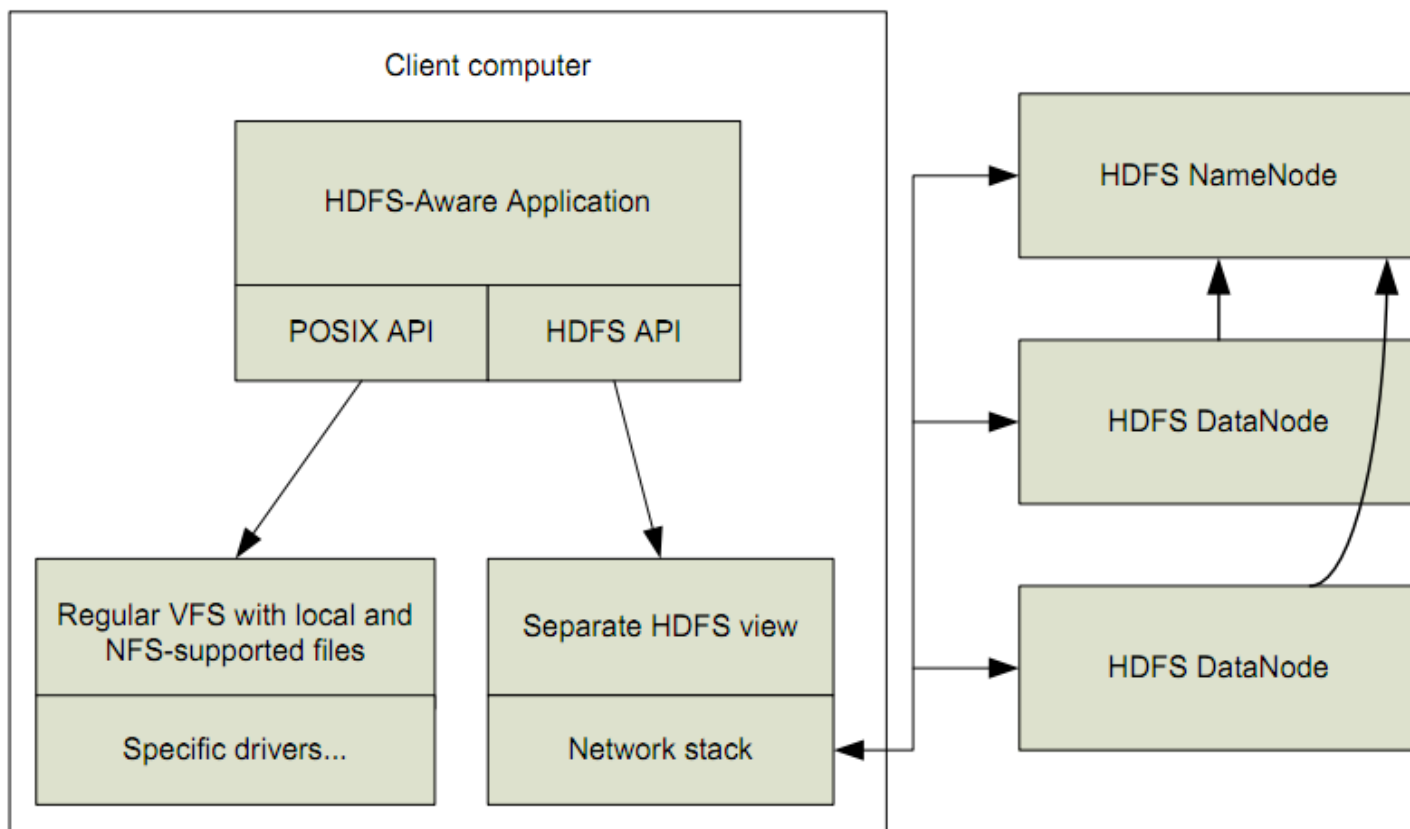 Client computer
HDFS-Aware Application
POSIX API
HDFS API
Regular VFS with local and
NFS-supported files
Specific drivers...
Separate HDFS view
Network stack
HDFS NameNode
HDFS DataNode
HDFS DataNode